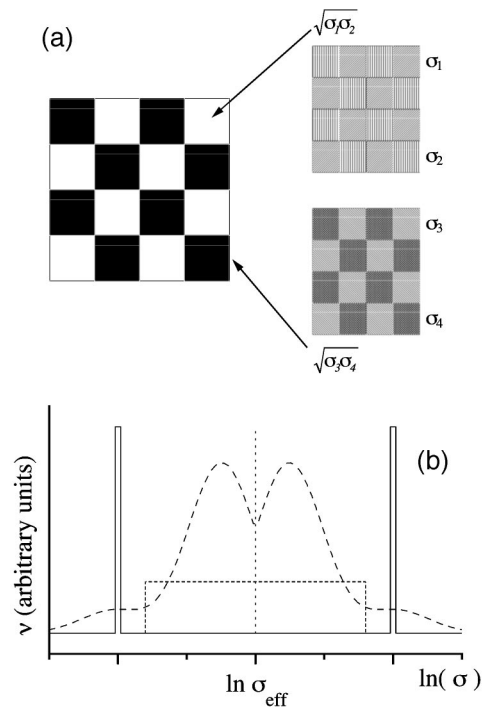 (a)
√σ₁σ₂
σ₁
σ₂
σ₃
σ₄
√σ₃σ₄
(b)
ν (arbitrary units)
ln σeff
ln( σ )